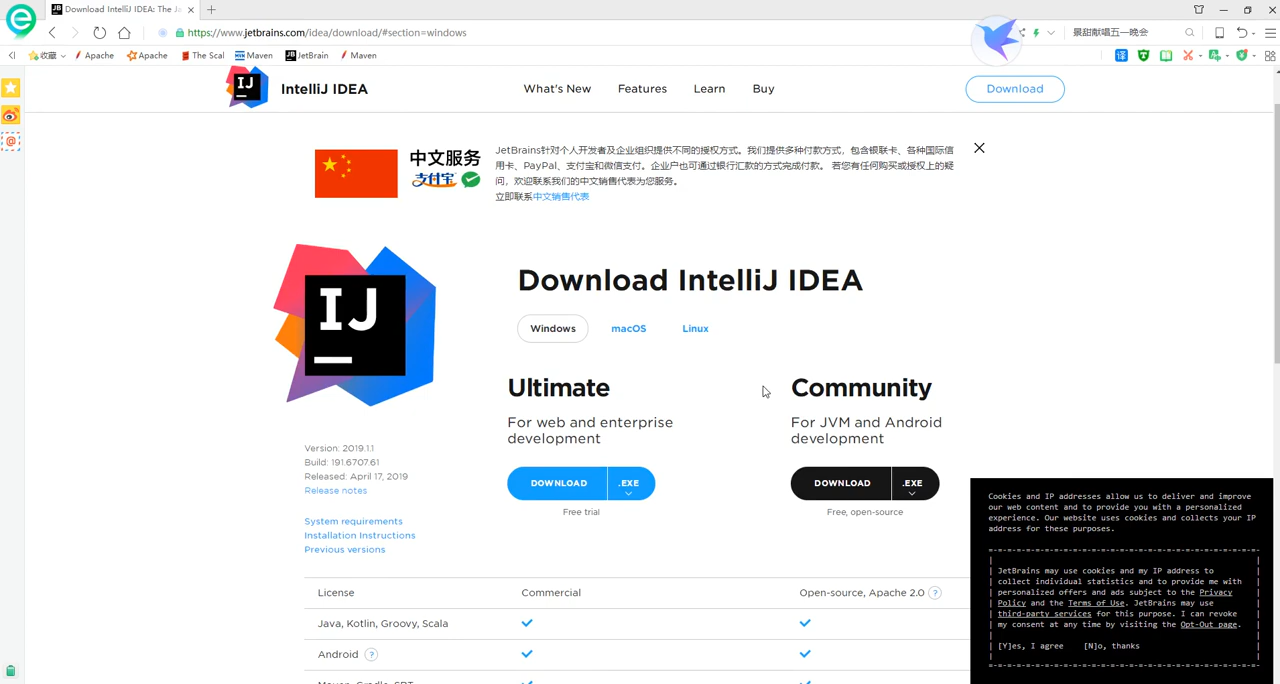 Download IntelliJ IDEA: The Ja
https://www.jetbrains.com/idea/download/#section=windows
景甜献唱五一晚会
收藏
Apache
Apache
The Scal
Maven
JetBrain
Maven
译
IJ
IntelliJ IDEA
What's New
Features
Learn
Buy
Download
中文服务
支付宝
JetBrains针对个人开发者及企业组织提供不同的授权方式。我们提供多种付款方式，包含银联卡、各种国际信
用卡、PayPal、支付宝和微信支付。企业户也可通过银行汇款的方式完成付款。 若您有任何购买或授权上的疑
问，欢迎联系我们的中文销售代表为您服务。
立即联系中文销售代表
IJ
Download IntelliJ IDEA
Windows
macOS
Linux
Ultimate
For web and enterprise
development
DOWNLOAD
.EXE
Free trial
Community
For JVM and Android
development
DOWNLOAD
.EXE
Free, open-source
Version: 2019.1.1
Build: 191.6707.61
Released: April 17, 2019
Release notes
System requirements
Installation Instructions
Previous versions
License
Commercial
Open-source, Apache 2.0 ?
Java, Kotlin, Groovy, Scala
Android ?
Maven, Gradle, SBT
Cookies and IP addresses allow us to deliver and improve
our web content and to provide you with a personalized
experience. Our website uses cookies and collects your IP
address for these purposes.
JetBrains may use cookies and my IP address to
collect individual statistics and to provide me with
personalized offers and ads subject to the Privacy
Policy and the Terms of Use. JetBrains may use
third-party services for this purpose. I can revoke
my consent at any time by visiting the Opt-Out page.
[Y]es, I agree    [N]o, thanks